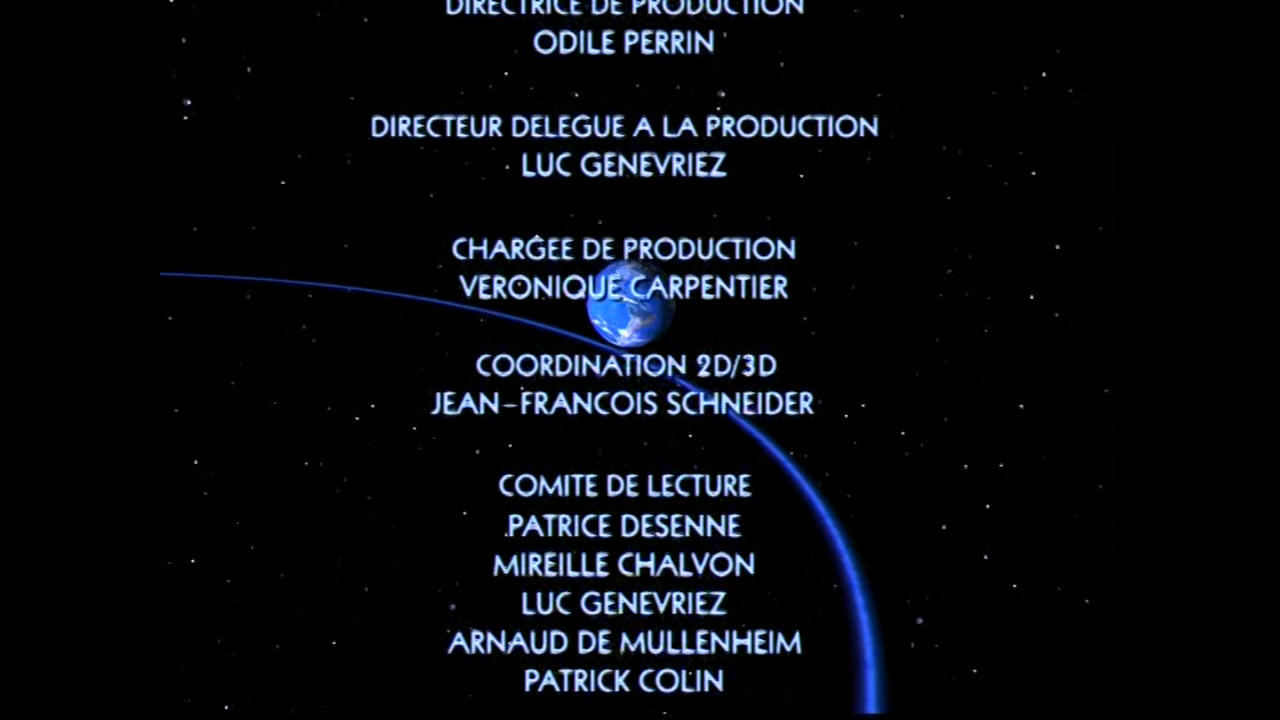 DIRECTRICE DE PRODUCTION
ODILE PERRIN
DIRECTEUR DELEGUE A LA PRODUCTION
LUC GENEVRIEZ
CHARGEE DE PRODUCTION
VERONIQUE CARPENTIER
COORDINATION 2D/3D
JEAN-FRANCOIS SCHNEIDER
COMITE DE LECTURE
PATRICE DESENNE
MIREILLE CHALVON
LUC GENEVRIEZ
ARNAUD DE MULLENHEIM
PATRICK COLIN